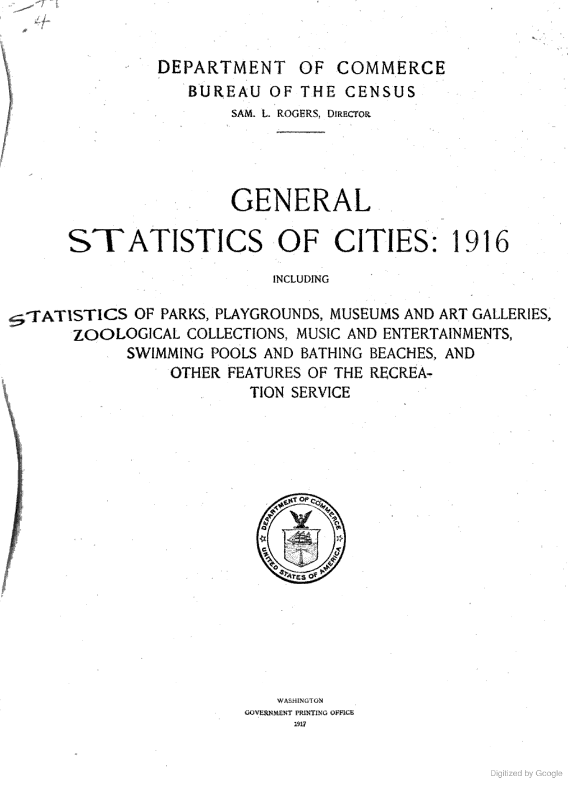 DEPARTMENT OF COMMERCE
BUREAU OF THE CENSUS
SAM. L. ROGERS, DIRECTOR
GENERAL
STATISTICS OF CITIES: 1916
INCLUDING
STATISTICS OF PARKS, PLAYGROUNDS, MUSEUMS AND ART GALLERIES,
ZOOLOGICAL COLLECTIONS, MUSIC AND ENTERTAINMENTS,
SWIMMING POOLS AND BATHING BEACHES, AND
OTHER FEATURES OF THE RECREA-
TION SERVICE
DEPARTMENT OF COMMERCE
UNITED STATES OF AMERICA
WASHINGTON
GOVERNMENT PRINTING OFFICE
1917
Digitized by Google